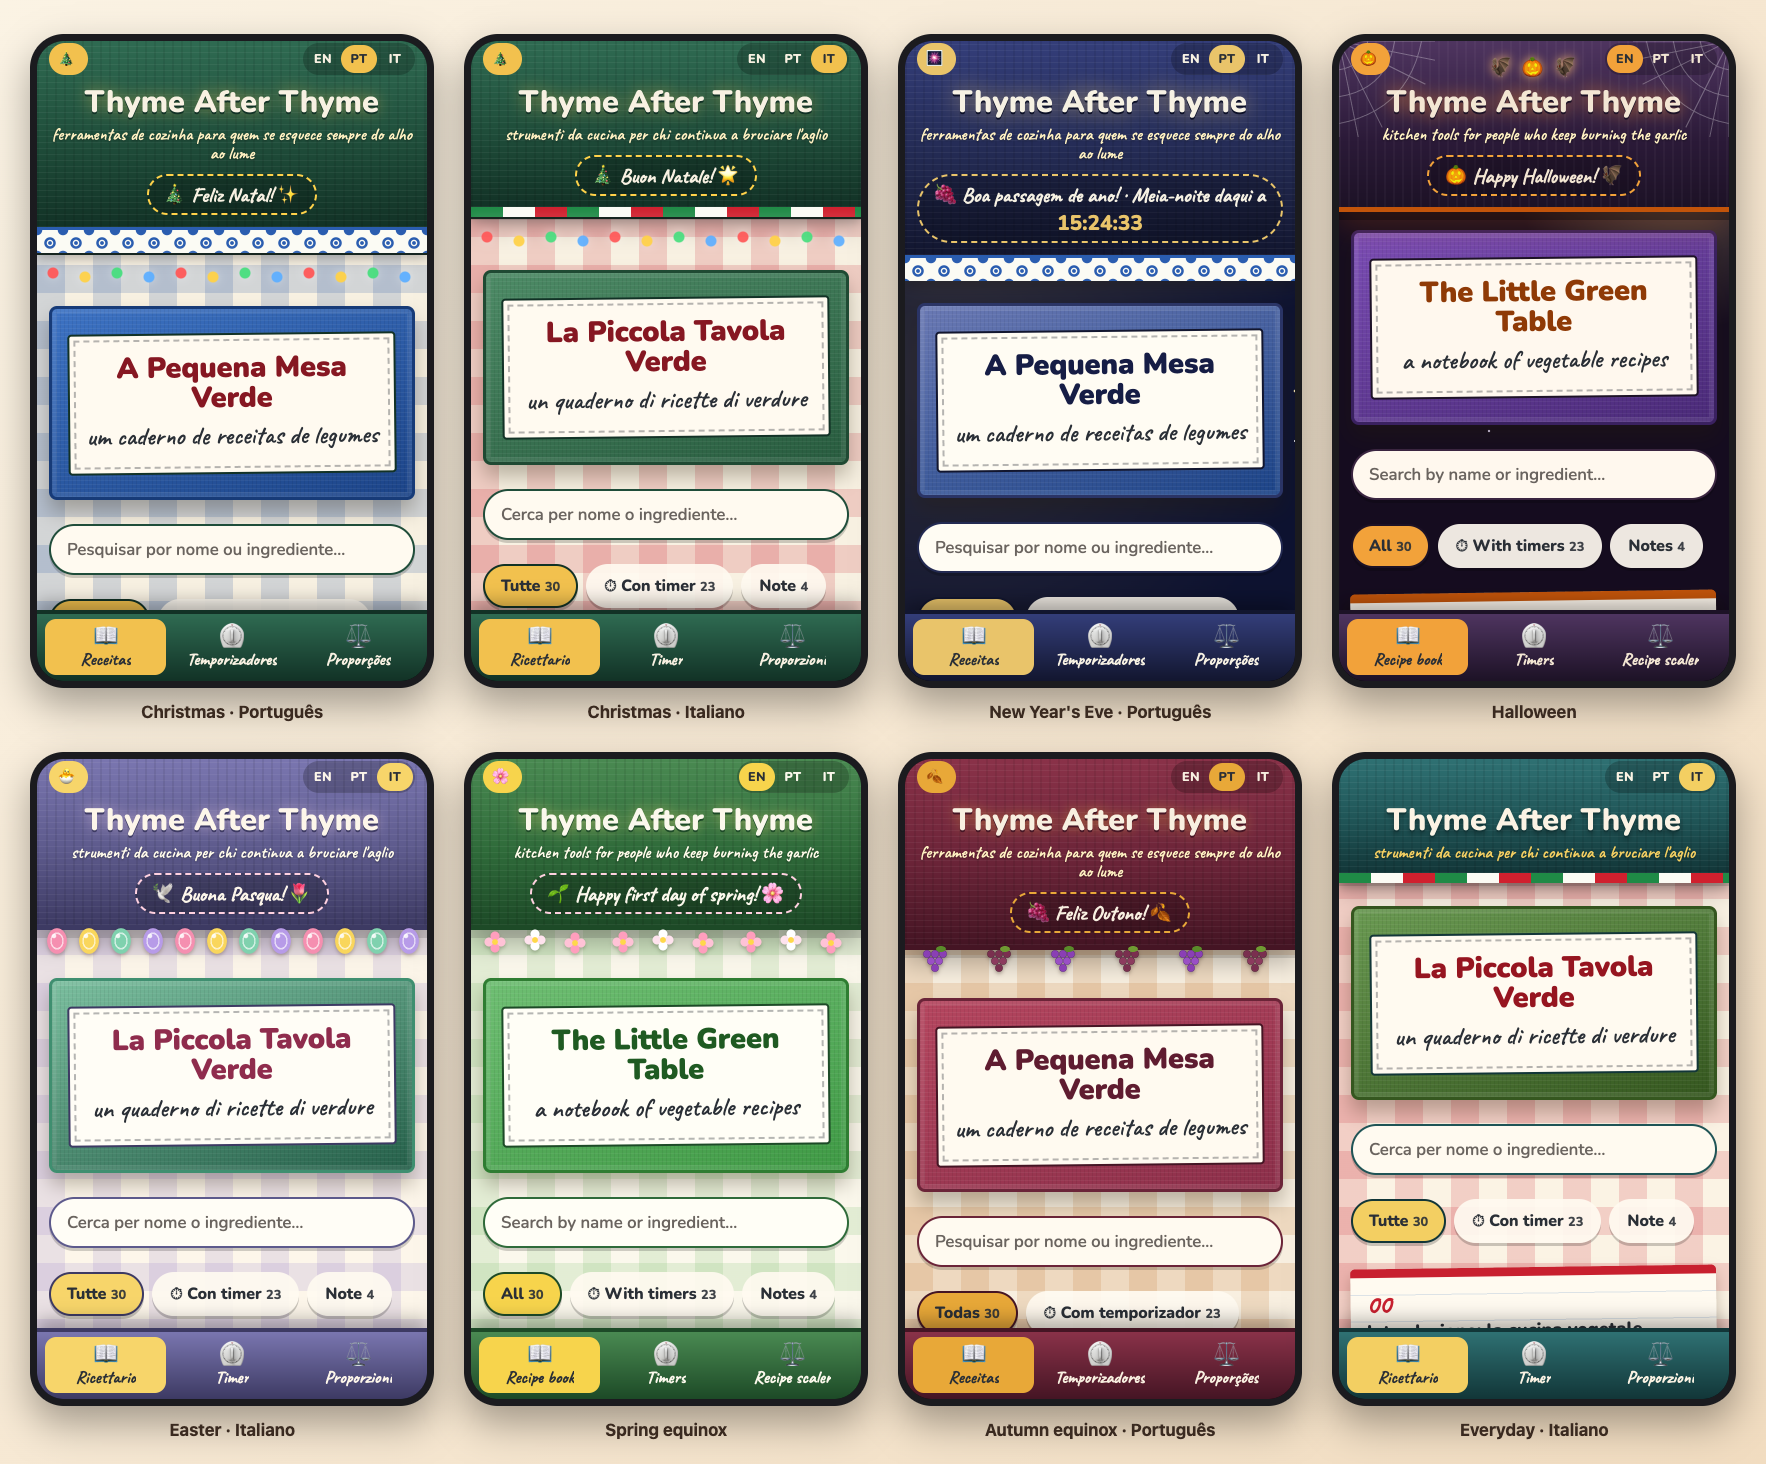 EN PT IT
Thyme After Thyme
ferramentas de cozinha para quem se esquece sempre do alho
ao lume
Feliz Natal!
A Pequena Mesa
Verde
um caderno de receitas de legumes
Pesquisar por nome ou ingrediente...
Receitas
Temporizadores
Proporções
Christmas · Português
EN PT IT
Thyme After Thyme
strumenti da cucina per chi continua a bruciare l'aglio
Buon Natale!
La Piccola Tavola
Verde
un quaderno di ricette di verdure
Cerca per nome o ingrediente...
Tutte 30
Con timer 23
Note 4
Ricettario
Timer
Proporzioni
Christmas · Italiano
EN PT IT
Thyme After Thyme
ferramentas de cozinha para quem se esquece sempre do alho
ao lume
Boa passagem de ano! · Meia-noite daqui a
15:24:33
A Pequena Mesa
Verde
um caderno de receitas de legumes
Pesquisar por nome ou ingrediente...
Receitas
Temporizadores
Proporções
New Year's Eve · Português
EN PT IT
Thyme After Thyme
kitchen tools for people who keep burning the garlic
Happy Halloween!
The Little Green
Table
a notebook of vegetable recipes
Search by name or ingredient...
All 30
With timers 23
Notes 4
Recipe book
Timers
Recipe scaler
Halloween
EN PT IT
Thyme After Thyme
strumenti da cucina per chi continua a bruciare l'aglio
Buona Pasqua!
La Piccola Tavola
Verde
un quaderno di ricette di verdure
Cerca per nome o ingrediente...
Tutte 30
Con timer 23
Note 4
Ricettario
Timer
Proporzioni
Easter · Italiano
EN PT IT
Thyme After Thyme
kitchen tools for people who keep burning the garlic
Happy first day of spring!
The Little Green
Table
a notebook of vegetable recipes
Search by name or ingredient...
All 30
With timers 23
Notes 4
Recipe book
Timers
Recipe scaler
Spring equinox
EN PT IT
Thyme After Thyme
ferramentas de cozinha para quem se esquece sempre do alho
ao lume
Feliz Outono!
A Pequena Mesa
Verde
um caderno de receitas de legumes
Pesquisar por nome ou ingrediente...
Todas 30
Com temporizador 23
Receitas
Temporizadores
Proporções
Autumn equinox · Português
EN PT IT
Thyme After Thyme
strumenti da cucina per chi continua a bruciare l'aglio
La Piccola Tavola
Verde
un quaderno di ricette di verdure
Cerca per nome o ingrediente...
Tutte 30
Con timer 23
Note 4
00
Ricettario
Timer
Proporzioni
Everyday · Italiano